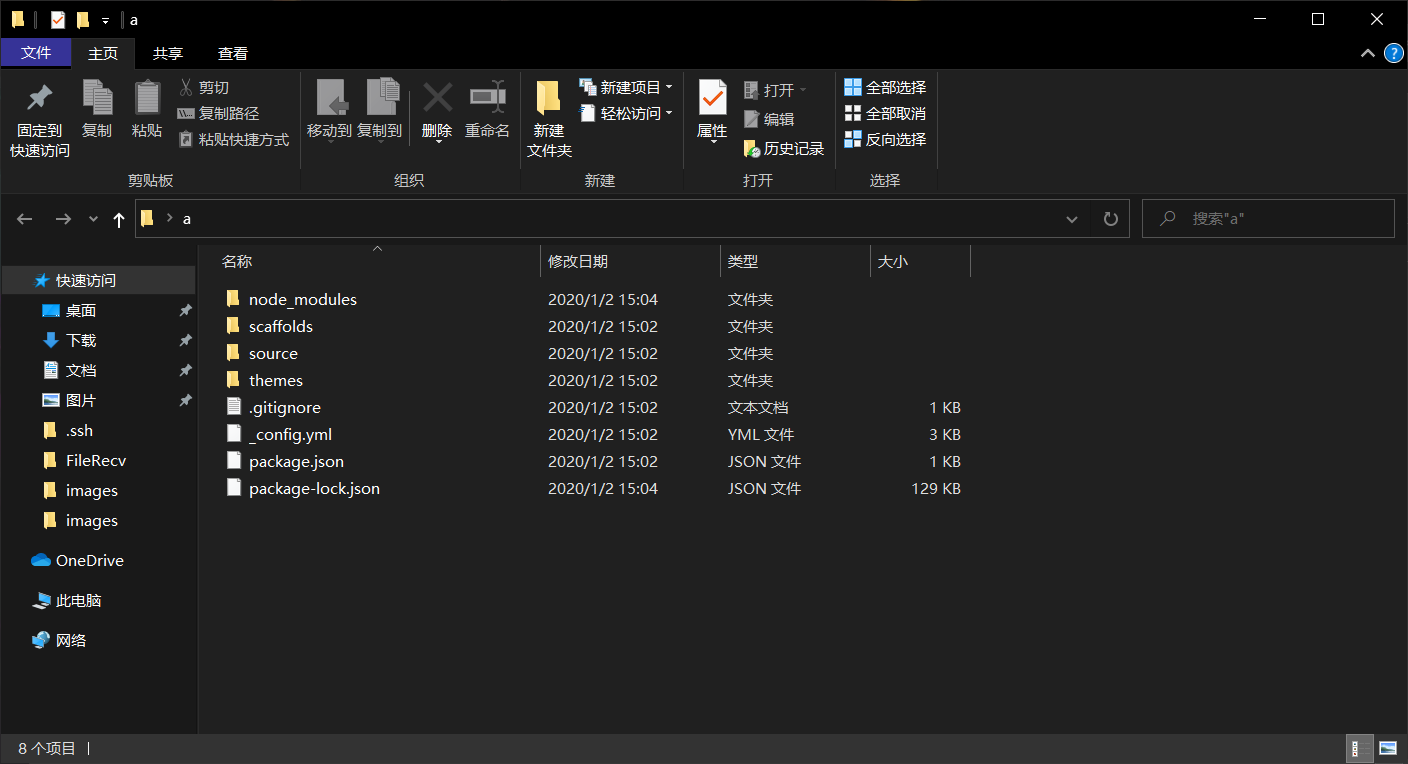 a
文件 主页 共享 查看
固定到
快速访问
复制
粘贴
剪切
复制路径
粘贴快捷方式
剪贴板
移动到
复制到
删除
重命名
组织
新建
文件夹
新建项目
轻松访问
新建
属性
打开
编辑
历史记录
打开
全部选择
全部取消
反向选择
选择
a
搜索"a"
快速访问
桌面
下载
文档
图片
.ssh
FileRecv
images
images
OneDrive
此电脑
网络
名称 修改日期 类型 大小
node_modules 2020/1/2 15:04 文件夹
scaffolds 2020/1/2 15:02 文件夹
source 2020/1/2 15:02 文件夹
themes 2020/1/2 15:02 文件夹
.gitignore 2020/1/2 15:02 文本文档 1 KB
_config.yml 2020/1/2 15:02 YML 文件 3 KB
package.json 2020/1/2 15:02 JSON 文件 1 KB
package-lock.json 2020/1/2 15:04 JSON 文件 129 KB
8 个项目